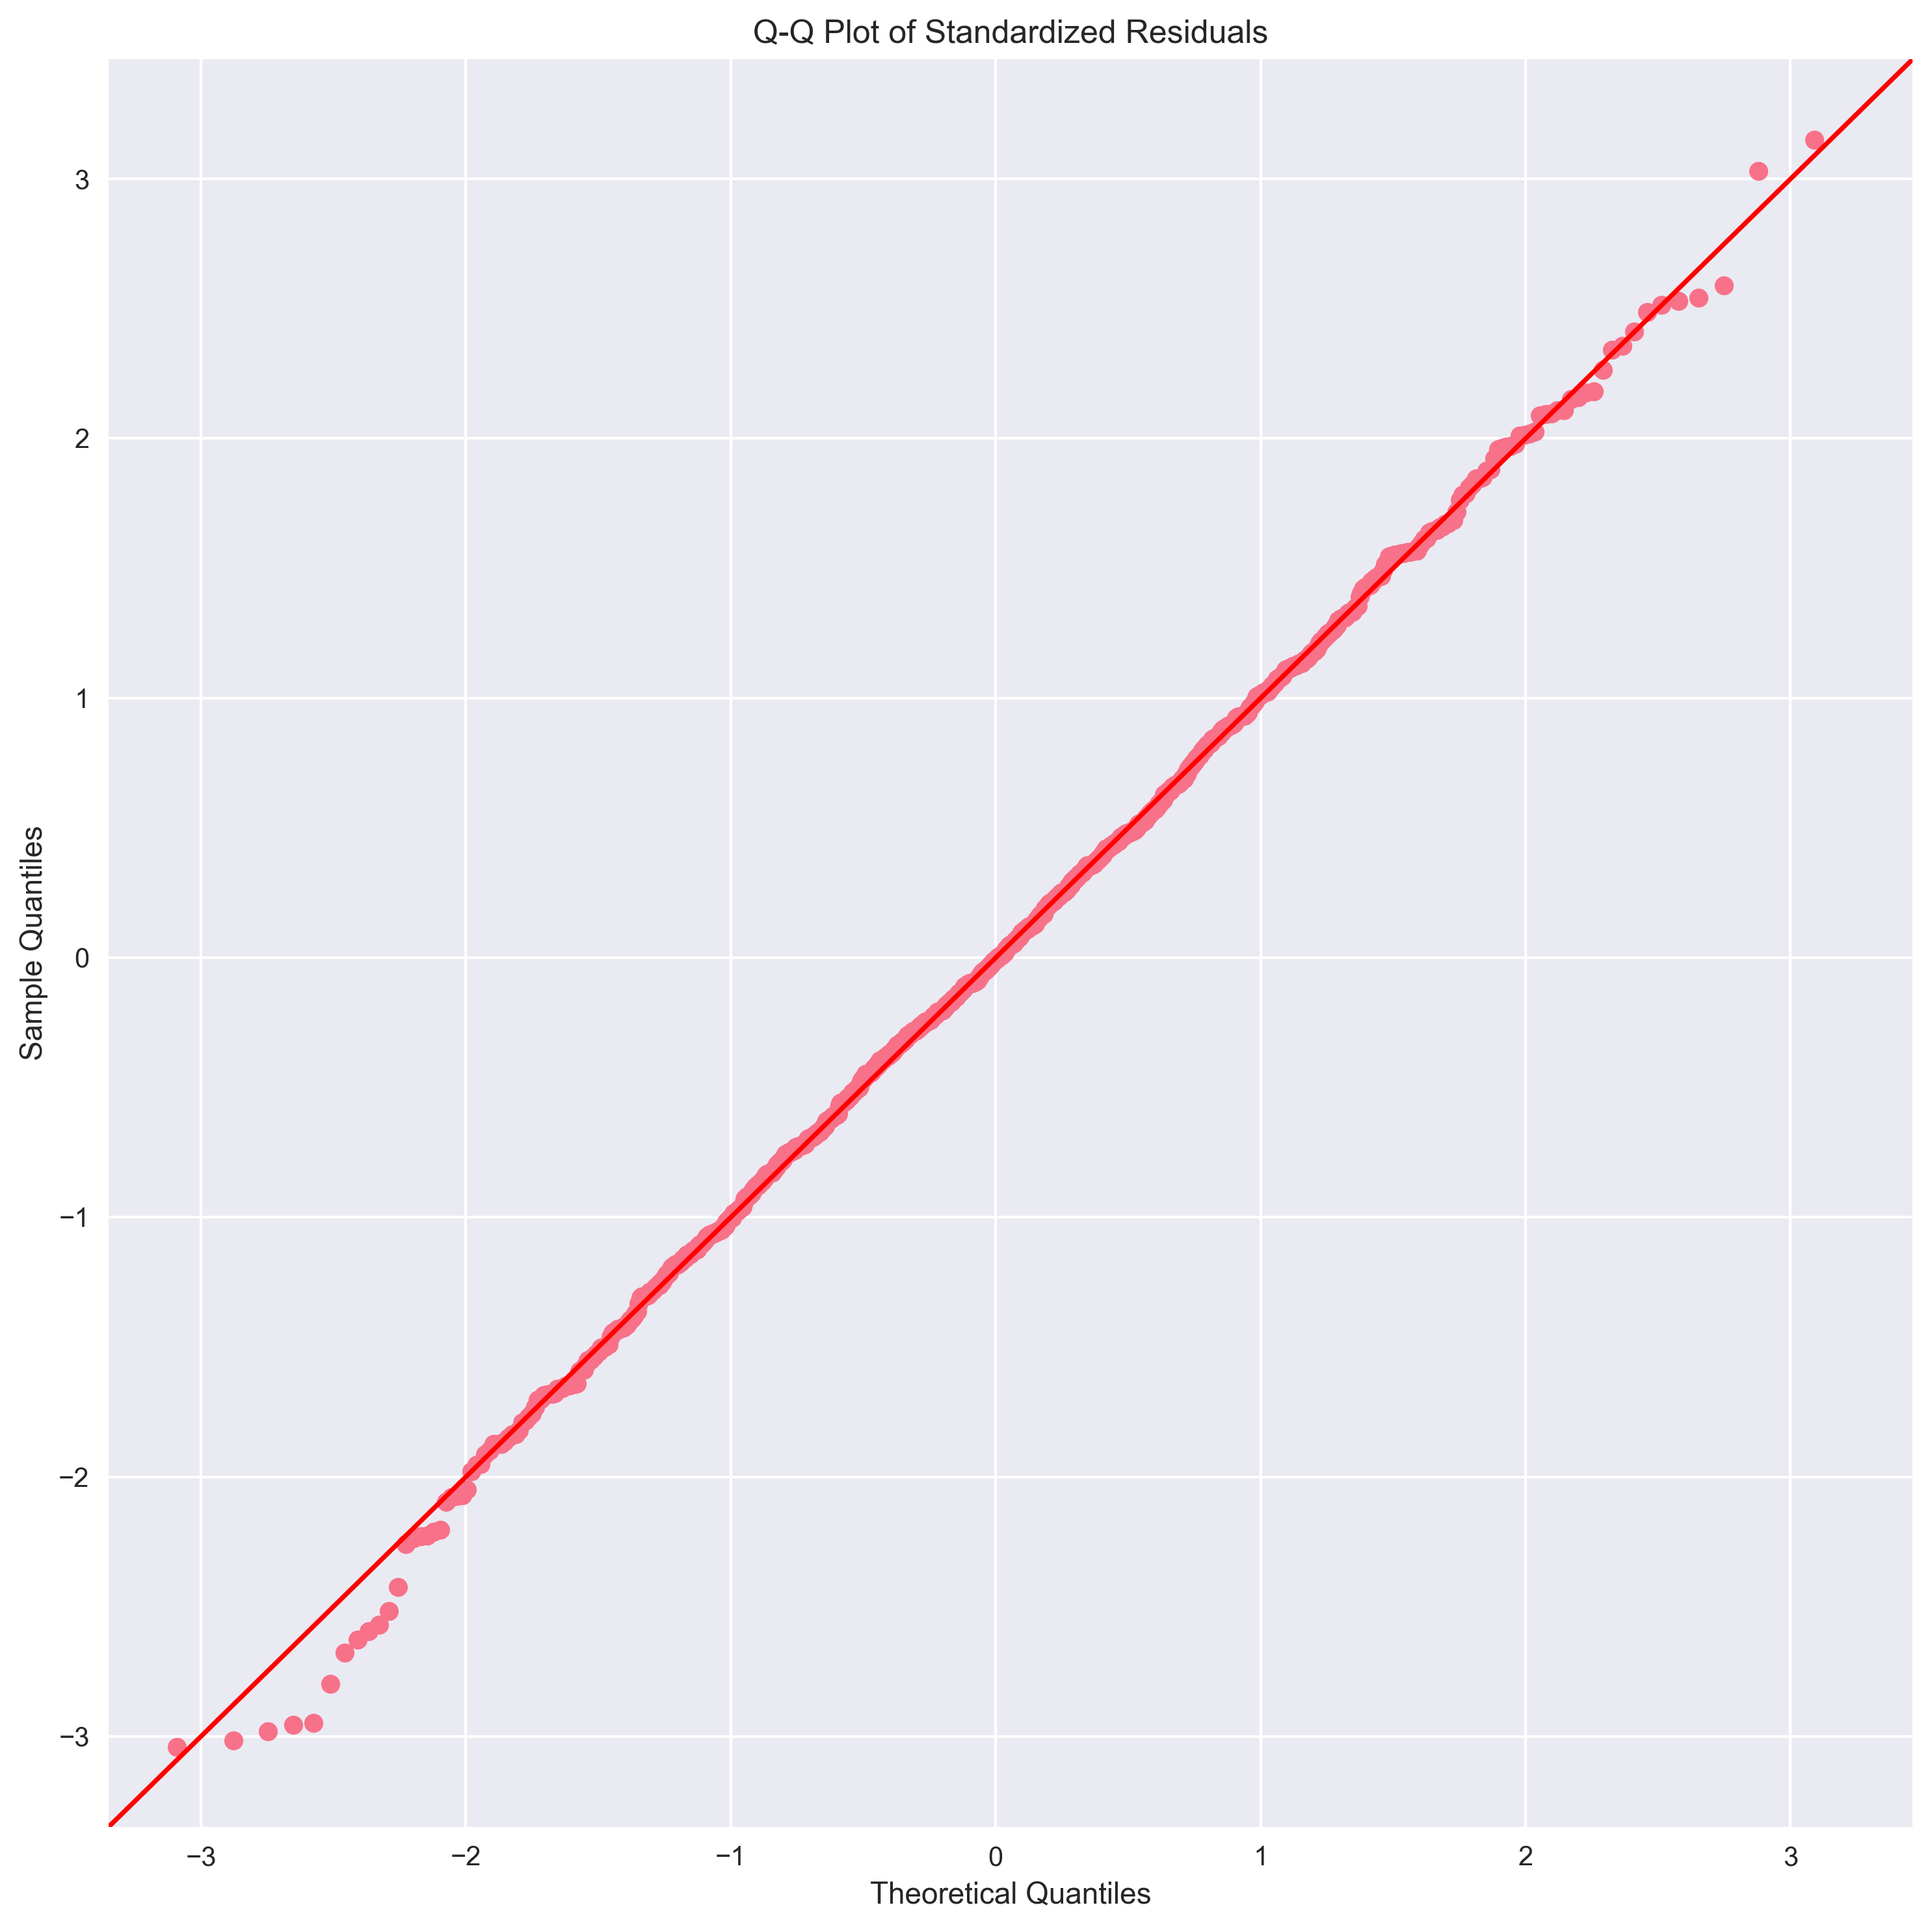 Q-Q Plot of Standardized Residuals
Sample Quantiles
3
2
1
0
−1
−2
−3
−3 −2 −1 0 1 2 3
Theoretical Quantiles